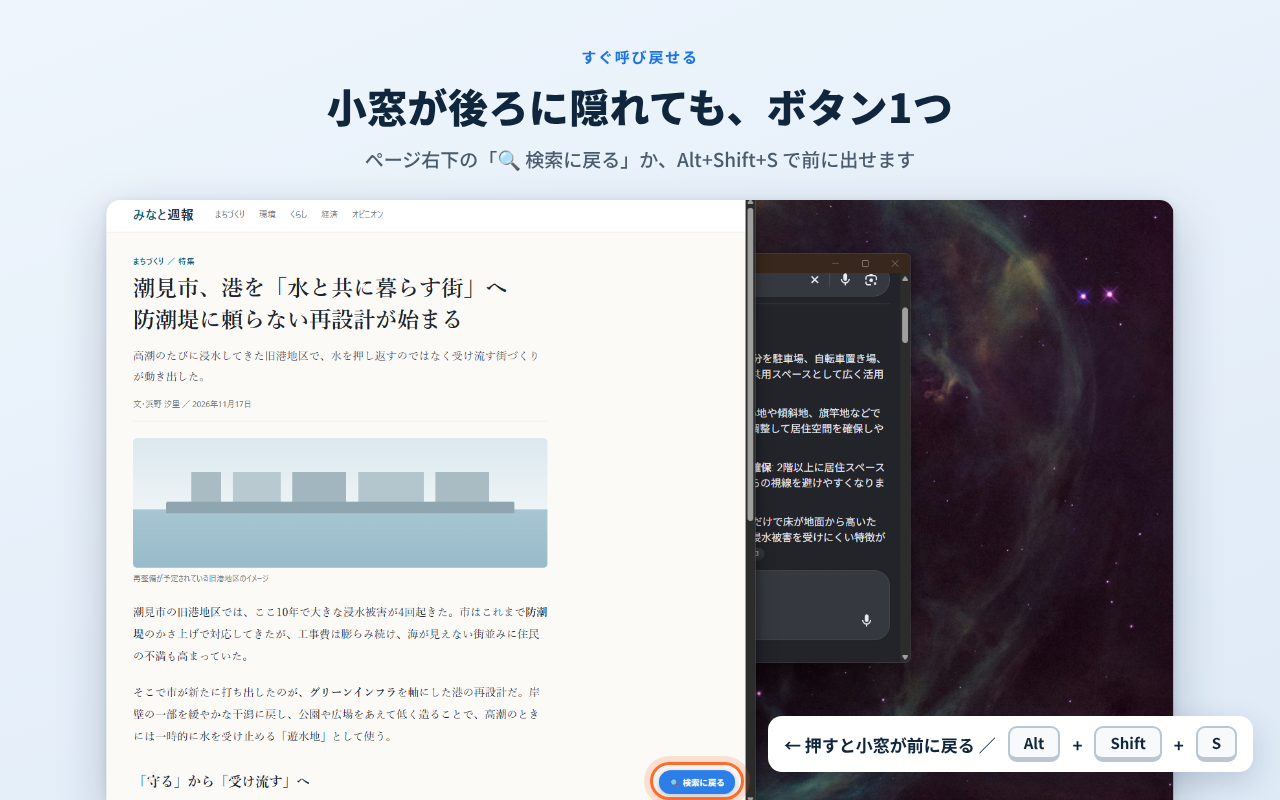 すぐ呼び戻せる
小窓が後ろに隠れても、ボタン1つ
ページ右下の「🔍 検索に戻る」か、Alt+Shift+S で前に出せます
みなと週報 まちづくり 環境 くらし 経済 オピニオン
まちづくり ／ 特集
潮見市、港を「水と共に暮らす街」へ
防潮堤に頼らない再設計が始まる
高潮のたびに浸水してきた旧港地区で、水を押し返すのではなく受け流す街づくり
が動き出した。
文・浜野 汐里 ／ 2026年11月17日
再整備が予定されている旧港地区のイメージ
潮見市の旧港地区では、ここ10年で大きな浸水被害が4回起きた。市はこれまで防潮
堤のかさ上げで対応してきたが、工事費は膨らみ続け、海が見えない街並みに住民
の不満も高まっていた。
そこで市が新たに打ち出したのが、グリーンインフラを軸にした港の再設計だ。岸
壁の一部を緩やかな干潟に戻し、公園や広場をあえて低く造ることで、高潮のとき
には一時的に水を受け止める「遊水地」として使う。
「守る」から「受け流す」へ
検索に戻る
分を駐車場、自転車置き場、
共用スペースとして広く活用
地や傾斜地、旗竿地などで
調整して居住空間を確保しや
確保: 2階以上に居住スペース
らの視線を避けやすくなりま
だけで床が地面から高いた
浸水被害を受けにくい特徴が
← 押すと小窓が前に戻る ／ Alt + Shift + S